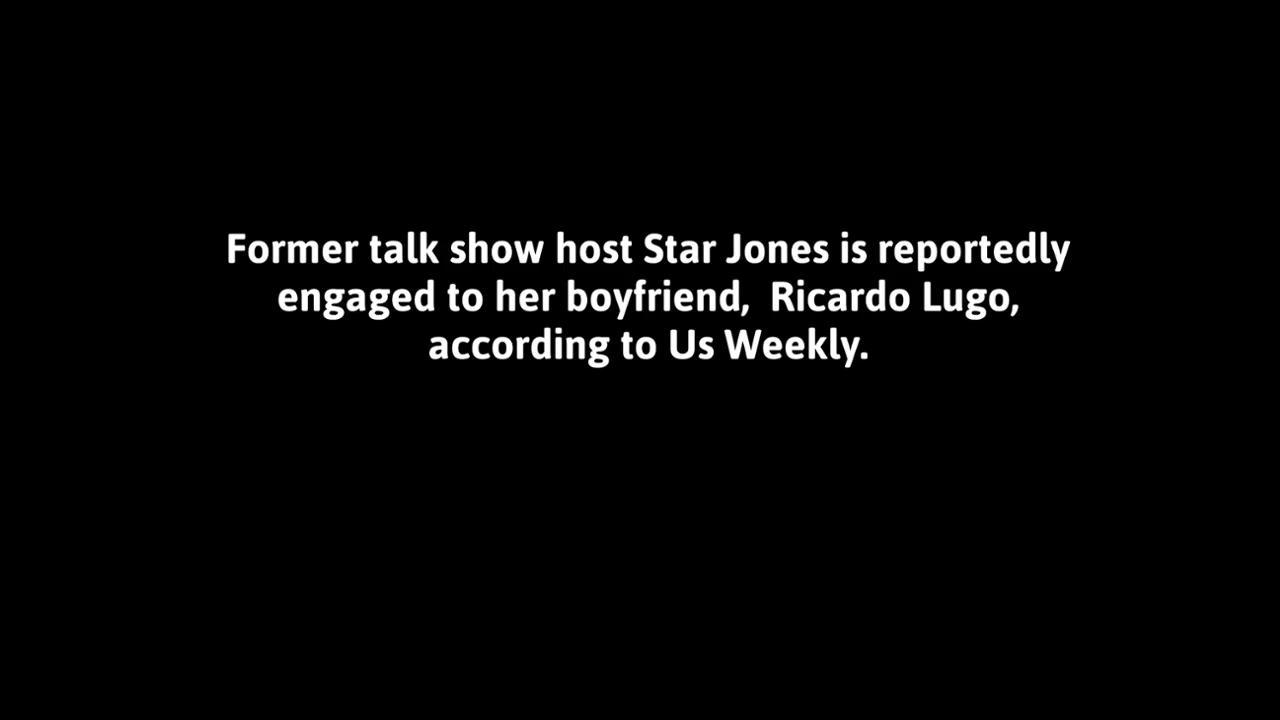 Former talk show host Star Jones is reportedly
engaged to her boyfriend,  Ricardo Lugo,
according to Us Weekly.